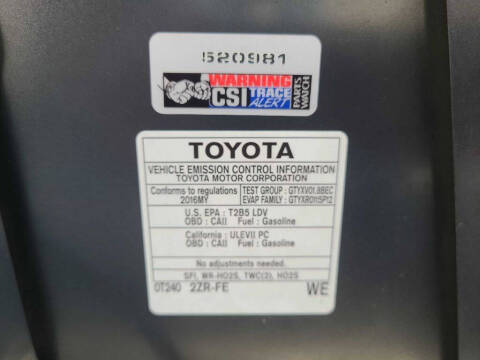 520981
WARNING
CSI TRACE
ALERT
PARTS
WATCH
TOYOTA
VEHICLE EMISSION CONTROL INFORMATION
TOYOTA MOTOR CORPORATION
Conforms to regulations
2016MY
TEST GROUP : GTYXV01.8BEC
EVAP FAMILY : GTYXR0115P12
U.S. EPA : T2B5 LDV
OBD : CAII Fuel : Gasoline
California : ULEVII PC
OBD : CAII Fuel : Gasoline
No adjustments needed.
SFI, WR-HO2S, TWC(2), HO2S
0T240 2ZR-FE WE